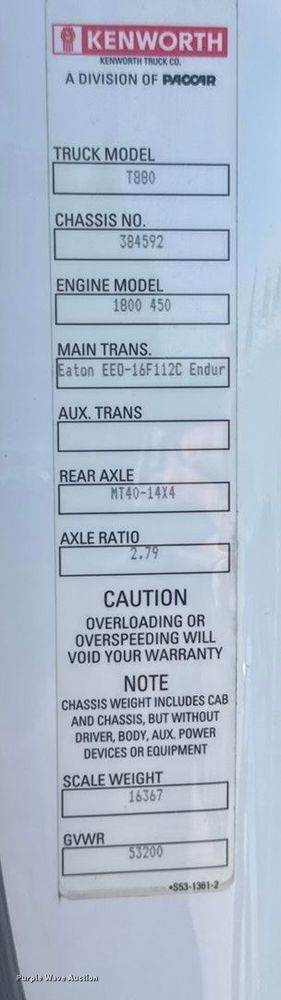 KENWORTH
KENWORTH TRUCK CO.
A DIVISION OF PACCAR
TRUCK MODEL
T880
CHASSIS NO.
384592
ENGINE MODEL
1800 450
MAIN TRANS.
Eaton EEO-16F112C Endur
AUX. TRANS
REAR AXLE
MT40-14X4
AXLE RATIO
2.79
CAUTION
OVERLOADING OR
OVERSPEEDING WILL
VOID YOUR WARRANTY
NOTE
CHASSIS WEIGHT INCLUDES CAB
AND CHASSIS, BUT WITHOUT
DRIVER, BODY, AUX. POWER
DEVICES OR EQUIPMENT
SCALE WEIGHT
16367
GVWR
53200
•S53-1361-2
Purple Wave Auction